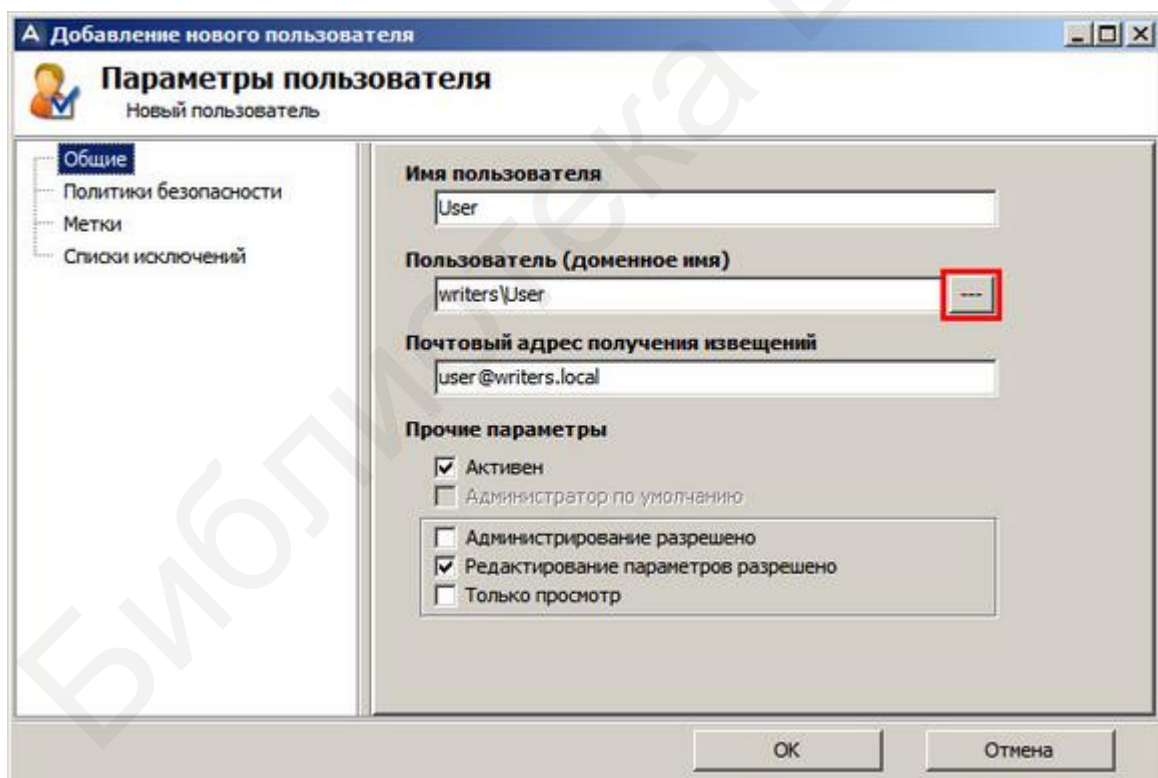 Добавление нового пользователя
Параметры пользователя
Новый пользователь
Общие
Политики безопасности
Метки
Списки исключений
Имя пользователя
User
Пользователь (доменное имя)
writers\User
---
Почтовый адрес получения извещений
user@writers.local
Прочие параметры
Активен
Администратор по умолчанию
Администрирование разрешено
Редактирование параметров разрешено
Только просмотр
OK
Отмена
Библиотека